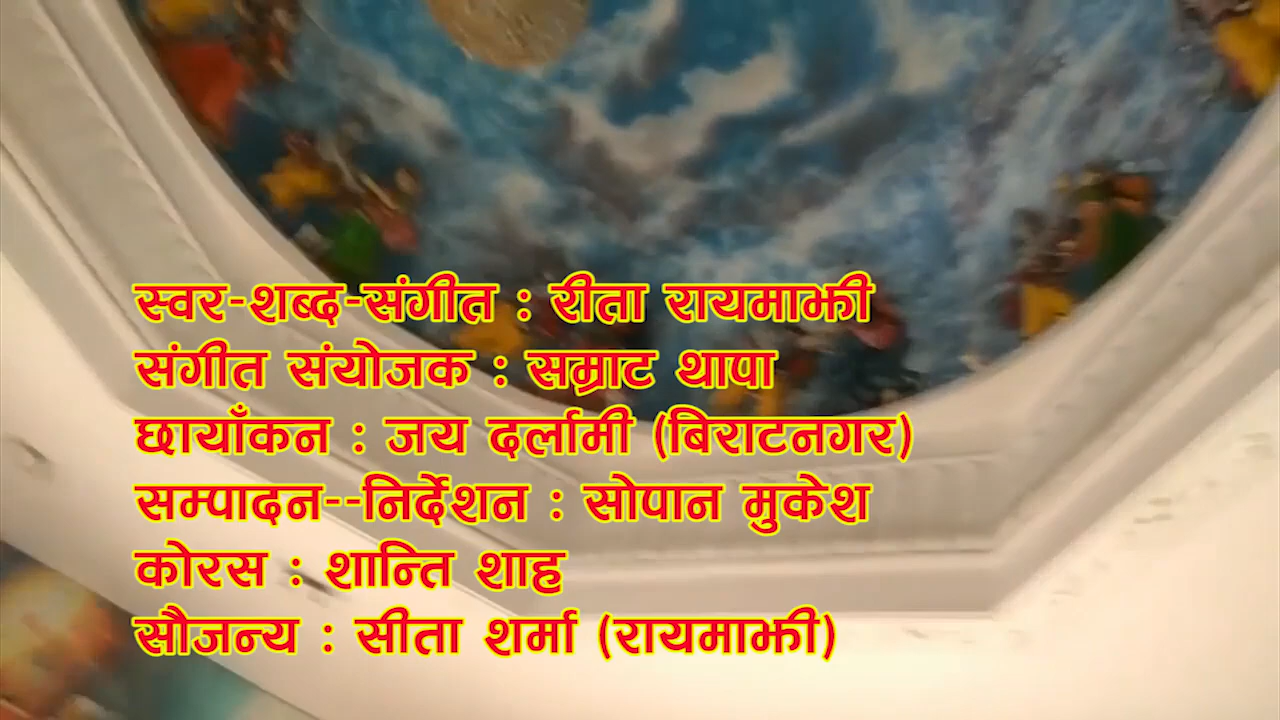 स्वर-शब्द-संगीत : रीता रायमाझी
संगीत संयोजक : सम्राट थापा
छायाँकन : जय दर्लामी (बिराटनगर)
सम्पादन--निर्देशन : सोपान मुकेश
कोरस : शान्ति शाह
सौजन्य : सीता शर्मा (रायमाझी)